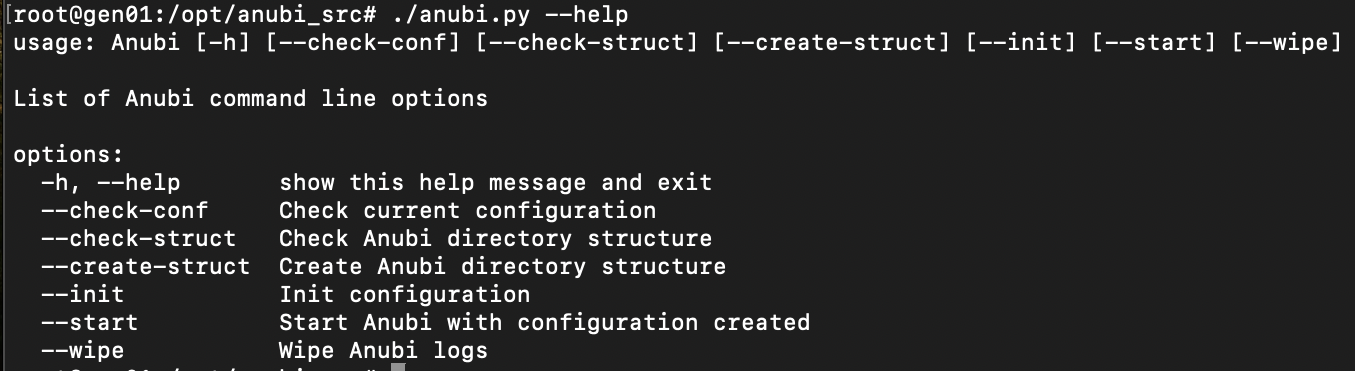 [root@gen01:/opt/anubi_src# ./anubi.py --help
usage: Anubi [-h] [--check-conf] [--check-struct] [--create-struct] [--init] [--start] [--wipe]
List of Anubi command line options
options:
-h, --help show this help message and exit
--check-conf Check current configuration
--check-struct Check Anubi directory structure
--create-struct Create Anubi directory structure
--init Init configuration
--start Start Anubi with configuration created
--wipe Wipe Anubi logs